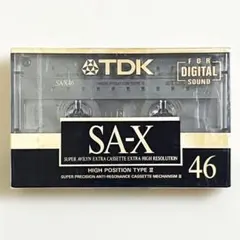 TDK
FOR
DIGITAL
SOUND
SA-X
SA-X
SUPER AVILYN EXTRA CASSETTE EXTRA HIGH RESOLUTION
HIGH POSITION TYPE II
SUPER PRECISION ANTI-RESONANCE CASSETTE MECHANISM II
46